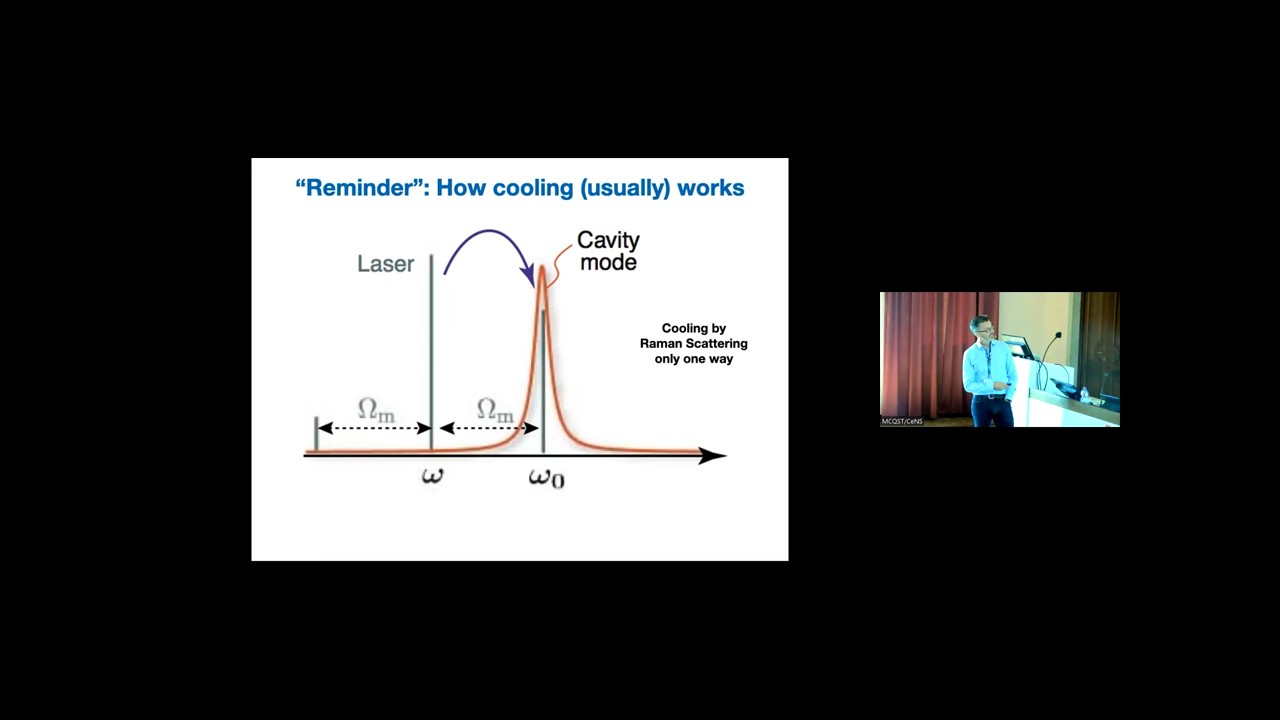 “Reminder”: How cooling (usually) works
Laser
Cavity
mode
Cooling by
Raman Scattering
only one way
Ωm
Ωm
ω
ω0
MCQST/CeNS